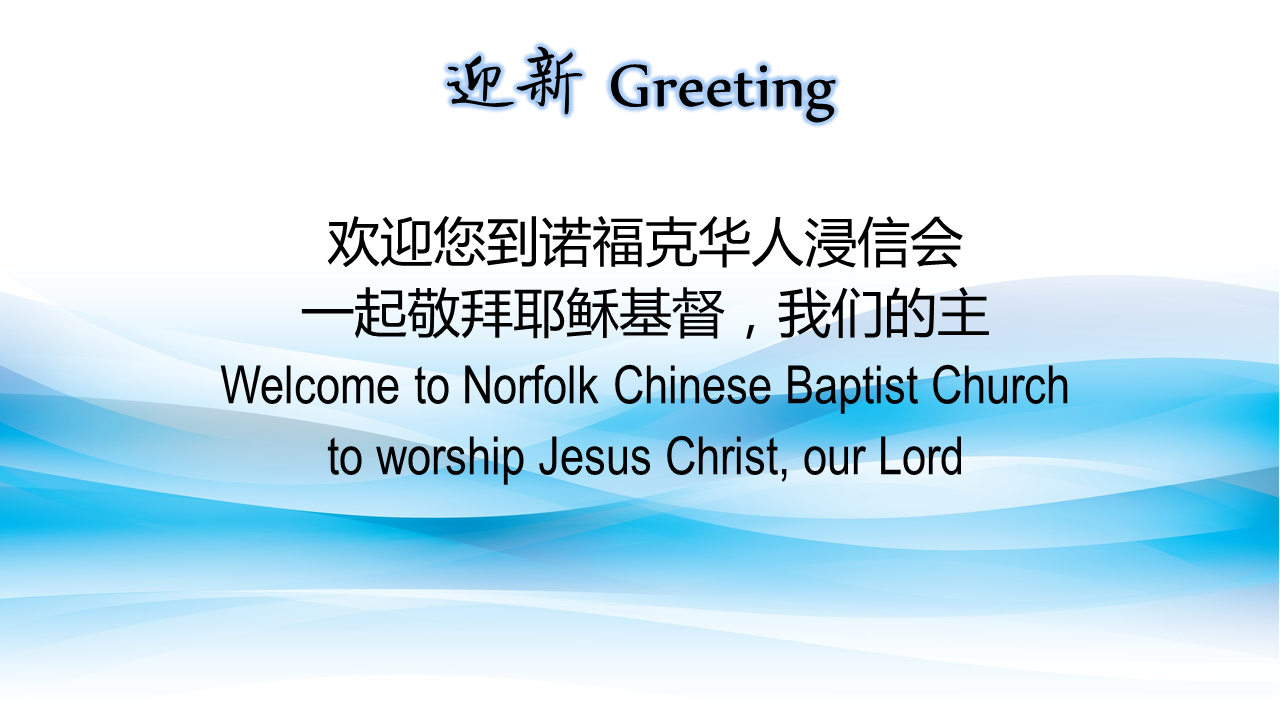 迎新 Greeting
欢迎您到诺福克华人浸信会
一起敬拜耶稣基督，我们的主
Welcome to Norfolk Chinese Baptist Church
to worship Jesus Christ, our Lord